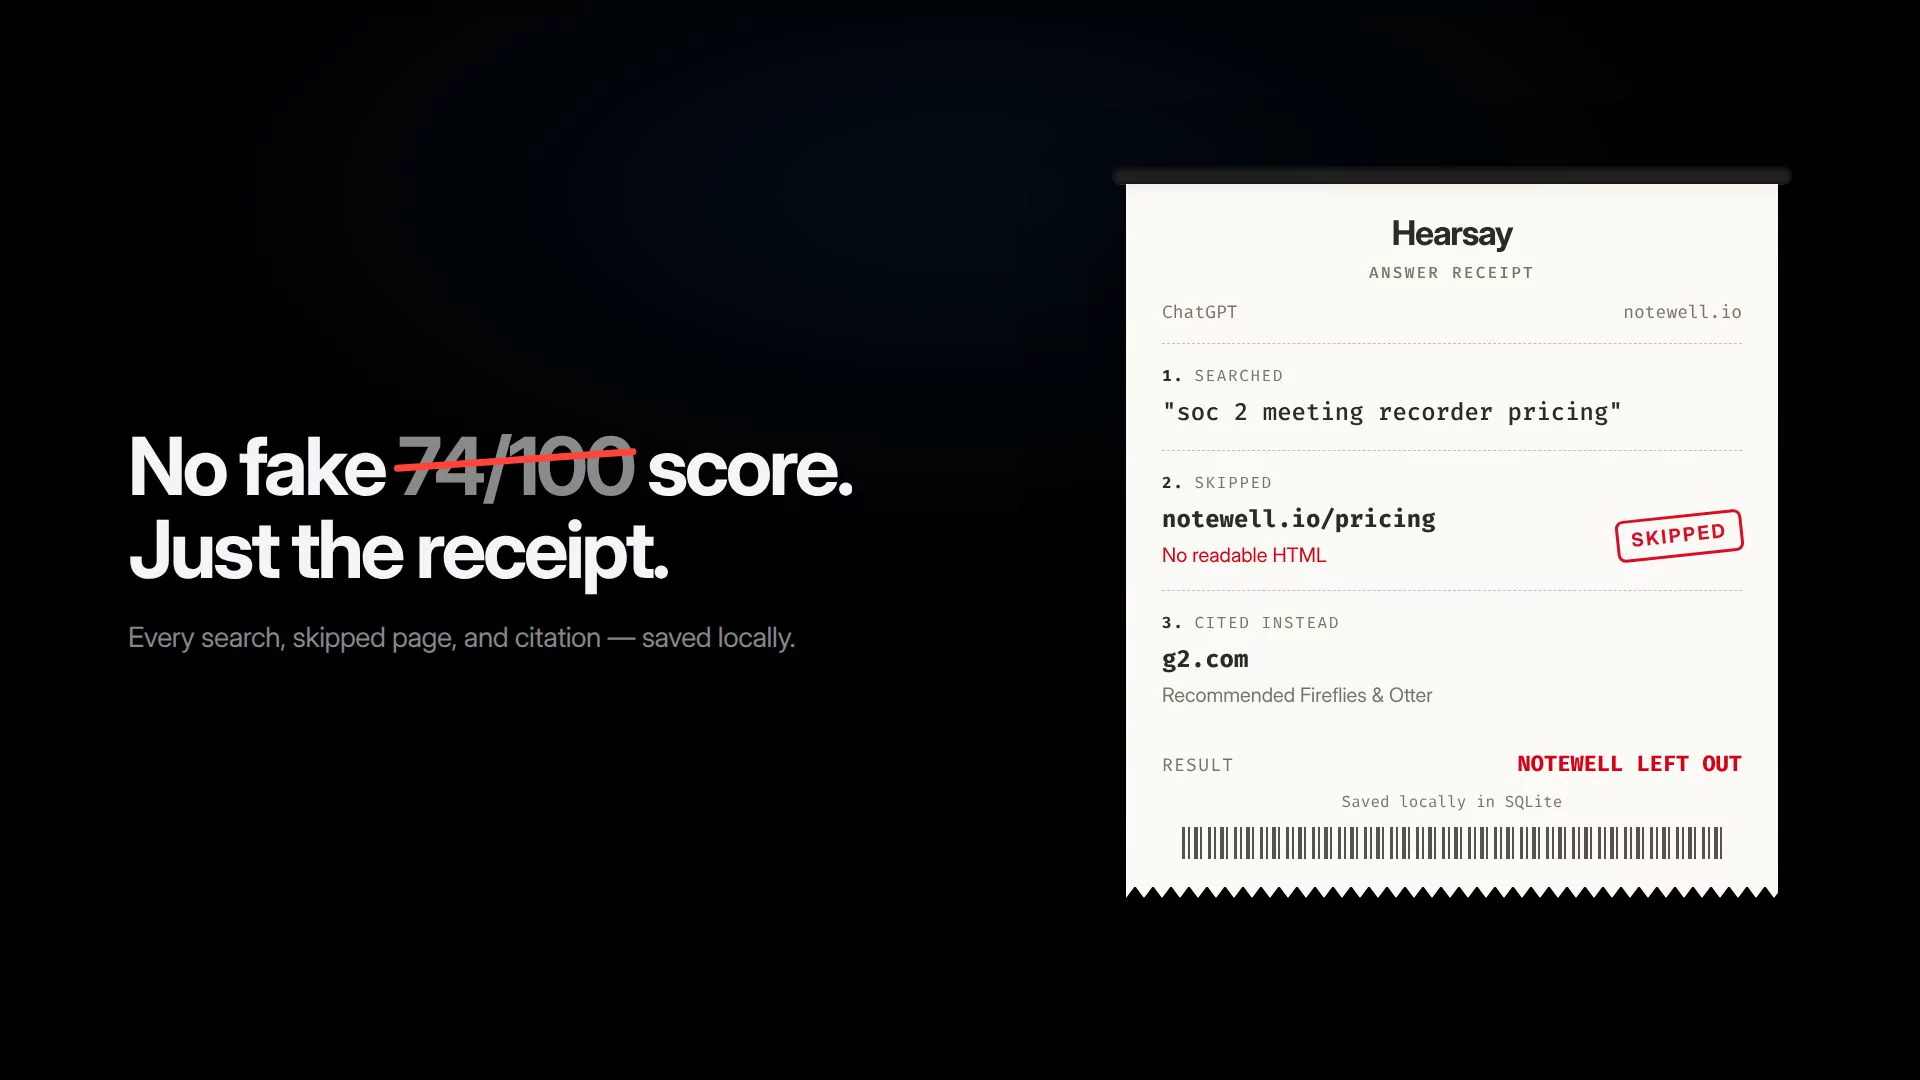 No fake 74/100 score.
Just the receipt.
Every search, skipped page, and citation — saved locally.
Hearsay
ANSWER RECEIPT
ChatGPT notewell.io
1. SEARCHED
"soc 2 meeting recorder pricing"
2. SKIPPED
notewell.io/pricing
No readable HTML
SKIPPED
3. CITED INSTEAD
g2.com
Recommended Fireflies & Otter
RESULT NOTEWELL LEFT OUT
Saved locally in SQLite